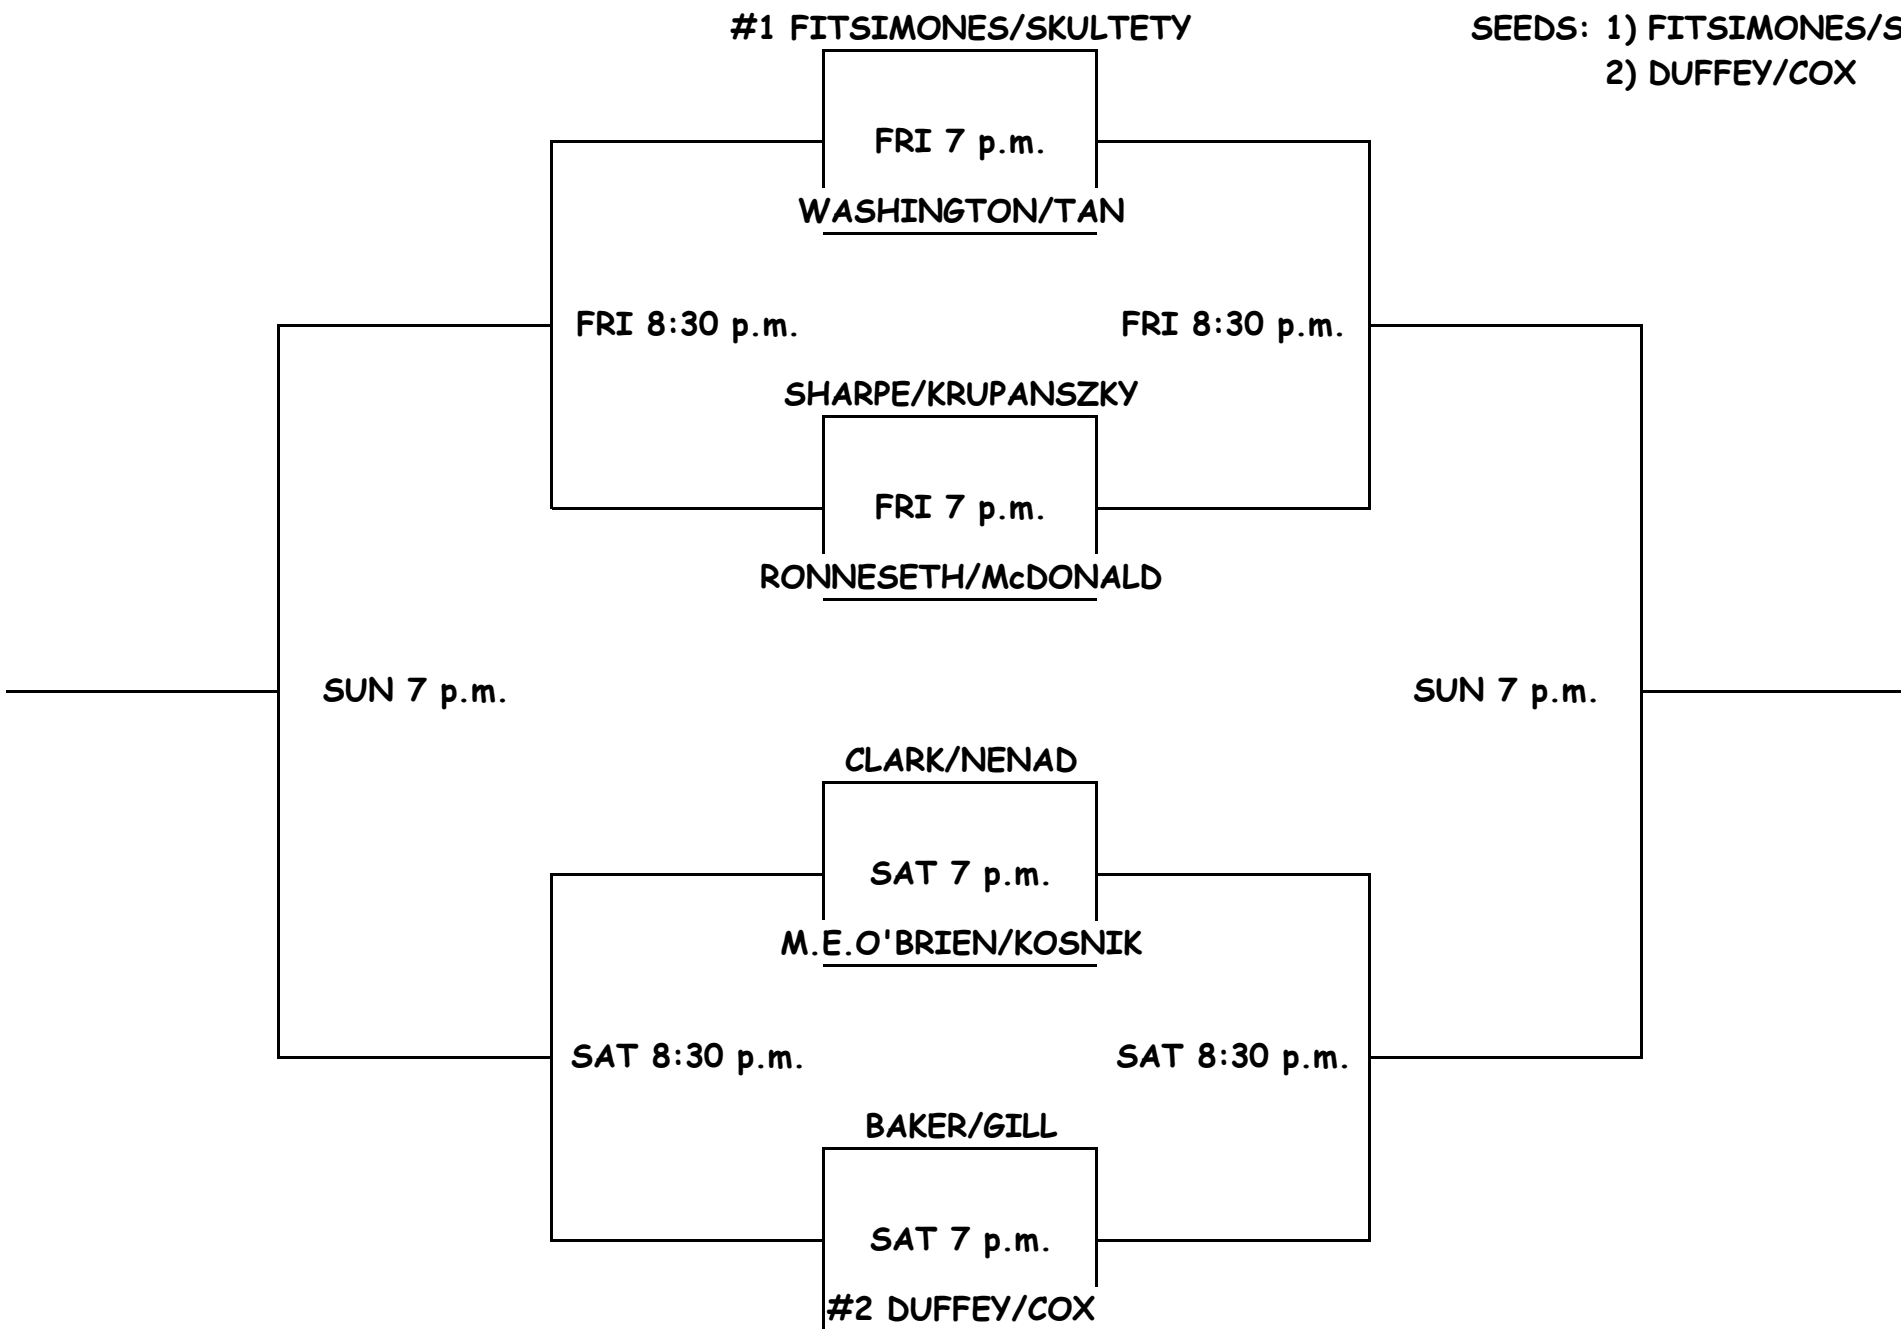 #1 FITSIMONES/SKULTETY
SEEDS: 1) FITSIMONES/S
2) DUFFEY/COX
FRI 7 p.m.
WASHINGTON/TAN
FRI 8:30 p.m.
FRI 8:30 p.m.
SHARPE/KRUPANSZKY
FRI 7 p.m.
RONNESETH/McDONALD
SUN 7 p.m.
SUN 7 p.m.
CLARK/NENAD
SAT 7 p.m.
M.E.O'BRIEN/KOSNIK
SAT 8:30 p.m.
SAT 8:30 p.m.
BAKER/GILL
SAT 7 p.m.
#2 DUFFEY/COX